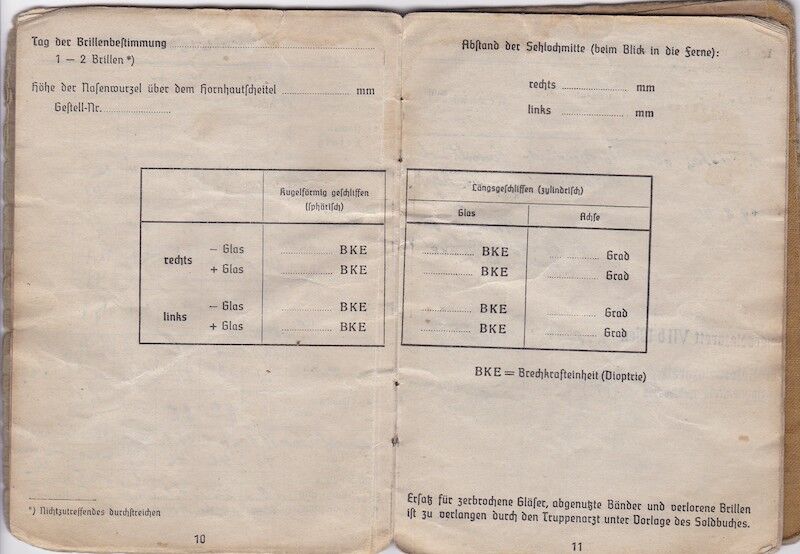 Tag der Brillenbestimmung
1 – 2 Brillen *)
Höhe der Nasenwurzel über dem Hornhautscheitel ........ mm
Gestell-Nr. ........
Kugelförmig geschliffen
(sphärisch)
rechts
– Glas ........ BKE
+ Glas ........ BKE
links
– Glas ........ BKE
+ Glas ........ BKE
*) Nichtzutreffendes durchstreichen
10
Abstand der Sehlochmitte (beim Blick in die Ferne):
rechts ........ mm
links ........ mm
Längsgeschliffen (zylindrisch)
Glas Achse
........ BKE ........ Grad
........ BKE ........ Grad
........ BKE ........ Grad
........ BKE ........ Grad
BKE = Brechkrafteinheit (Dioptrie)
Ersatz für zerbrochene Gläser, abgenutzte Bänder und verlorene Brillen
ist zu verlangen durch den Truppenarzt unter Vorlage des Soldbuches.
11